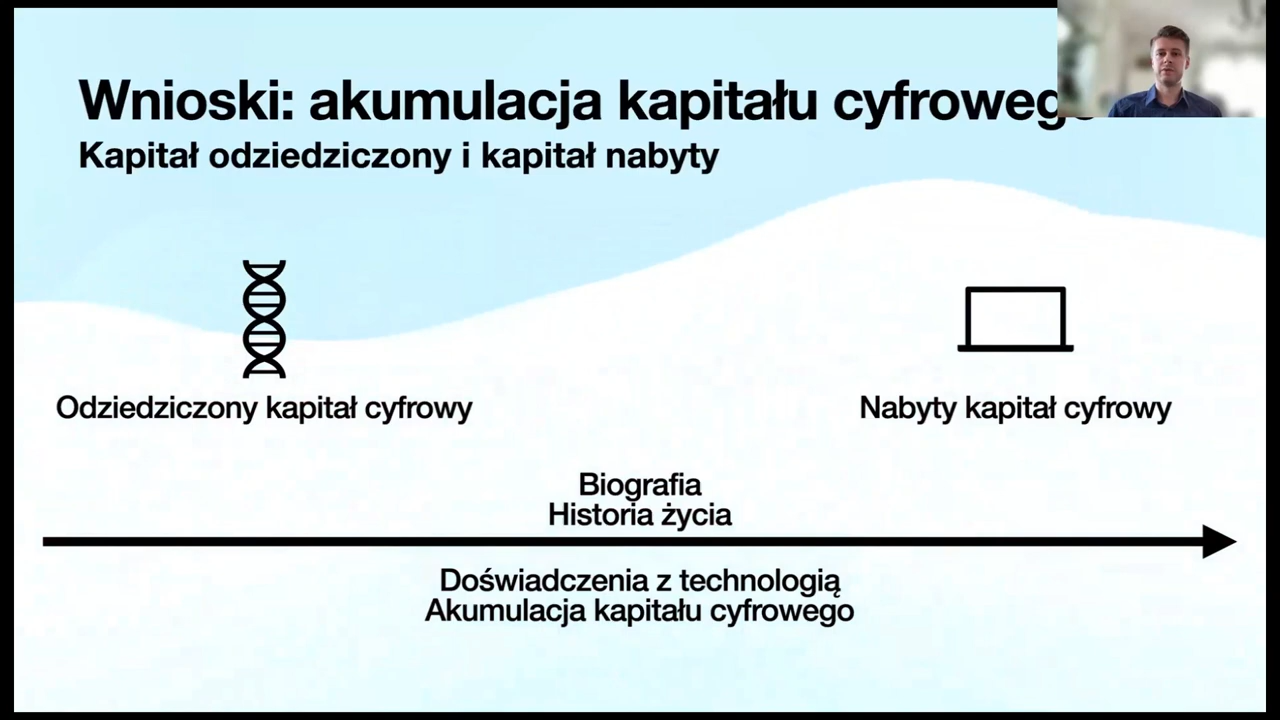 Wnioski: akumulacja kapitału cyfrowego
Kapitał odziedziczony i kapitał nabyty
Odziedziczony kapitał cyfrowy
Nabyty kapitał cyfrowy
Biografia
Historia życia
Doświadczenia z technologią
Akumulacja kapitału cyfrowego